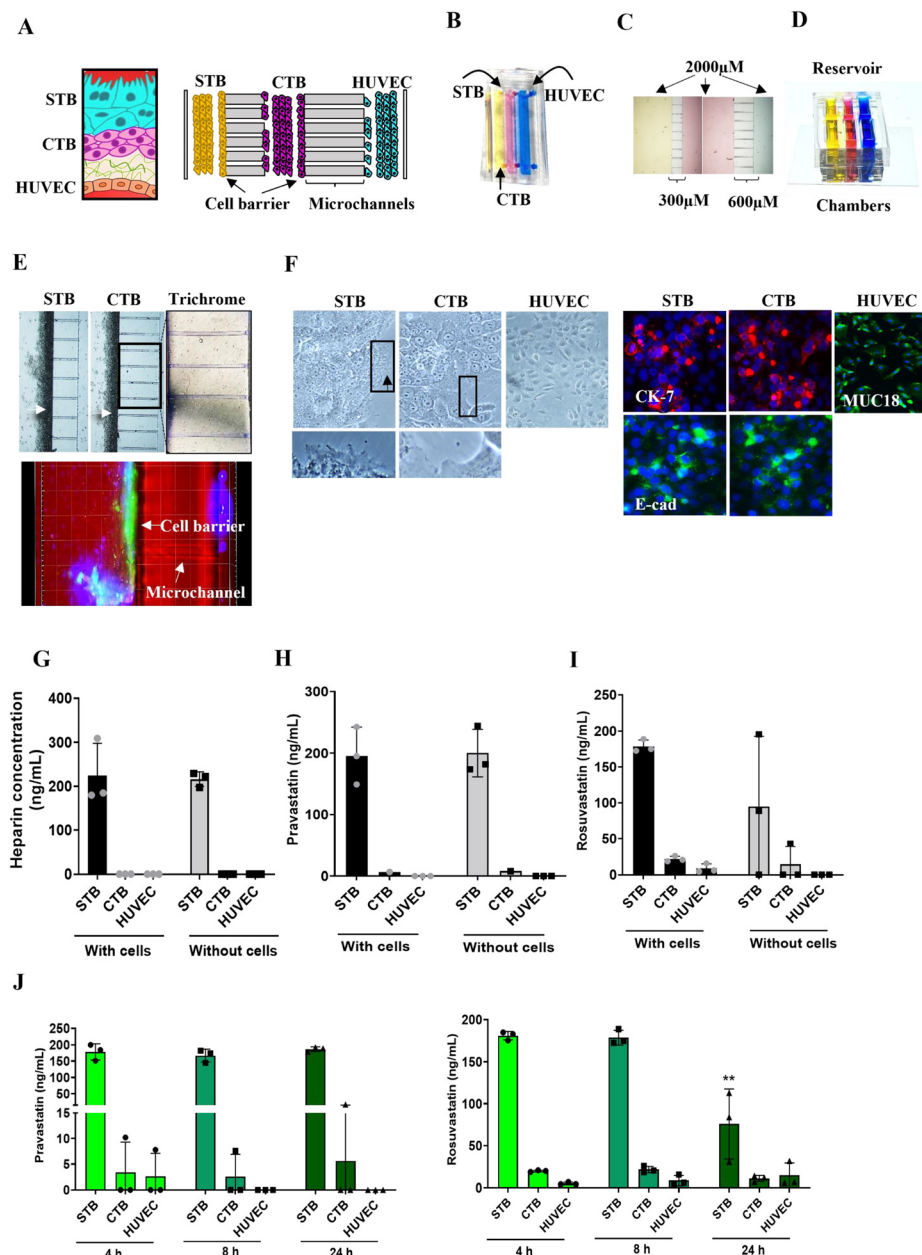 A
STB
CTB
HUVEC
STB
CTB
HUVEC
Cell barrier
Microchannels
B
STB
HUVEC
CTB
C
2000µM
300µM
600µM
D
Reservoir
Chambers
E
STB
CTB
Trichrome
Cell barrier
Microchannel
F
STB
CTB
HUVEC
STB
CTB
HUVEC
CK-7
MUC18
E-cad
G
Heparin concentration
(ng/mL)
400
300
200
100
0
STB
CTB
HUVEC
STB
CTB
HUVEC
With cells
Without cells
H
Pravastatin (ng/mL)
300
200
100
0
STB
CTB
HUVEC
STB
CTB
HUVEC
With cells
Without cells
I
Rosuvastatin (ng/mL)
200
150
100
50
0
STB
CTB
HUVEC
STB
CTB
HUVEC
With cells
Without cells
J
Pravastatin (ng/mL)
250
200
150
100
50
15
10
5
0
STB
CTB
HUVEC
STB
CTB
HUVEC
STB
CTB
HUVEC
4 h
8 h
24 h
Rosuvastatin (ng/mL)
200
150
100
50
0
**
STB
CTB
HUVEC
STB
CTB
HUVEC
STB
CTB
HUVEC
4 h
8 h
24 h